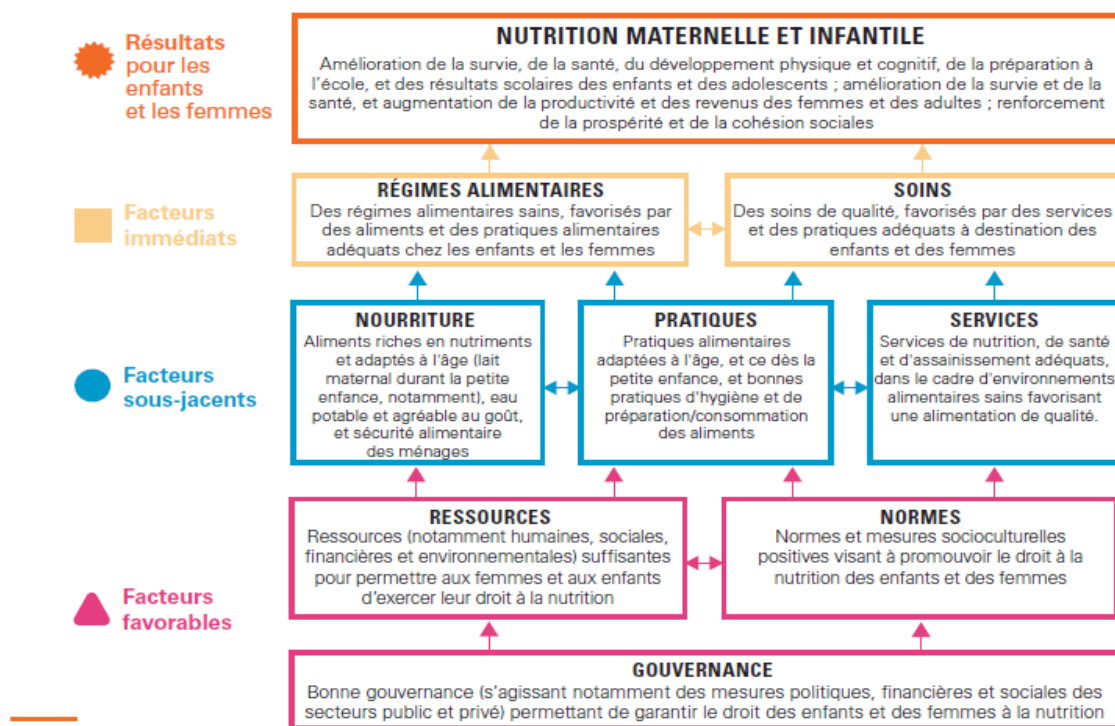 Résultats
pour les
enfants
et les femmes
NUTRITION MATERNELLE ET INFANTILE
Amélioration de la survie, de la santé, du développement physique et cognitif, de la préparation à
l'école, et des résultats scolaires des enfants et des adolescents ; amélioration de la survie et de la
santé, et augmentation de la productivité et des revenus des femmes et des adultes ; renforcement
de la prospérité et de la cohésion sociales
Facteurs
immédiats
RÉGIMES ALIMENTAIRES
Des régimes alimentaires sains, favorisés par
des aliments et des pratiques alimentaires
adéquats chez les enfants et les femmes
SOINS
Des soins de qualité, favorisés par des services
et des pratiques adéquats à destination des
enfants et des femmes
Facteurs
sous-jacents
NOURRITURE
Aliments riches en nutriments
et adaptés à l'âge (lait
maternal durant la petite
enfance, notamment), eau
potable et agréable au goût,
et sécurité alimentaire
des ménages
PRATIQUES
Pratiques alimentaires
adaptées à l'âge, et ce dès la
petite enfance, et bonnes
pratiques d'hygiène et de
préparation/consommation
des aliments
SERVICES
Services de nutrition, de santé
et d'assainissement adéquats,
dans le cadre d'environnements
alimentaires sains favorisant
une alimentation de qualité.
Facteurs
favorables
RESSOURCES
Ressources (notamment humaines, sociales,
financières et environnementales) suffisantes
pour permettre aux femmes et aux enfants
d'exercer leur droit à la nutrition
NORMES
Normes et mesures socioculturelles
positives visant à promouvoir le droit à la
nutrition des enfants et des femmes
GOUVERNANCE
Bonne gouvernance (s'agissant notamment des mesures politiques, financières et sociales des
secteurs public et privé) permettant de garantir le droit des enfants et des femmes à la nutrition